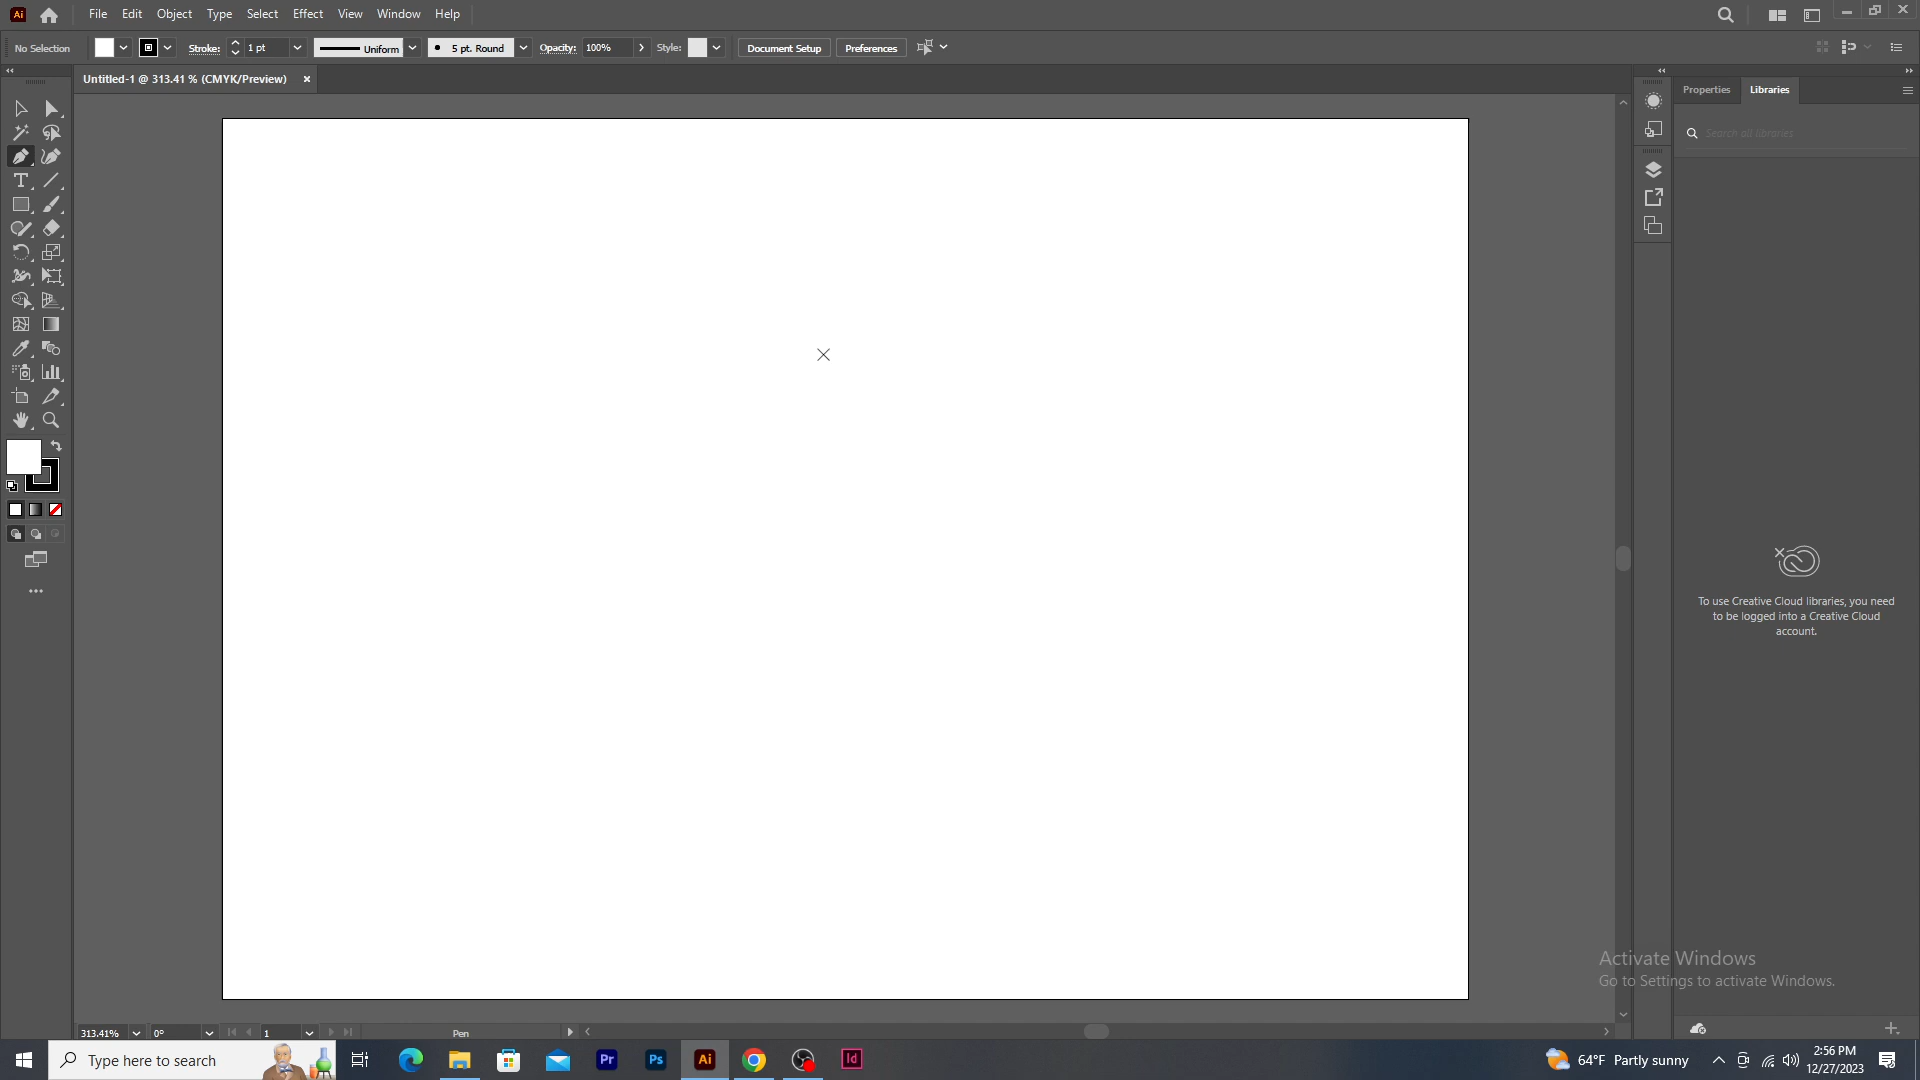 Ai
File Edit Object Type Select Effect View Window Help
No Selection
Stroke:
1 pt
Uniform
5 pt. Round
Opacity:
100%
Style:
Document Setup
Preferences
Untitled-1 @ 313.41 % (CMYK/Preview)
Properties
Libraries
Search all libraries
To use Creative Cloud libraries, you need
to be logged into a Creative Cloud
account.
Activate Windows
Go to Settings to activate Windows.
313.41%
0°
1
Pen
Type here to search
Pr
Ps
Ai
Id
64°F Partly sunny
2:56 PM
12/27/2023